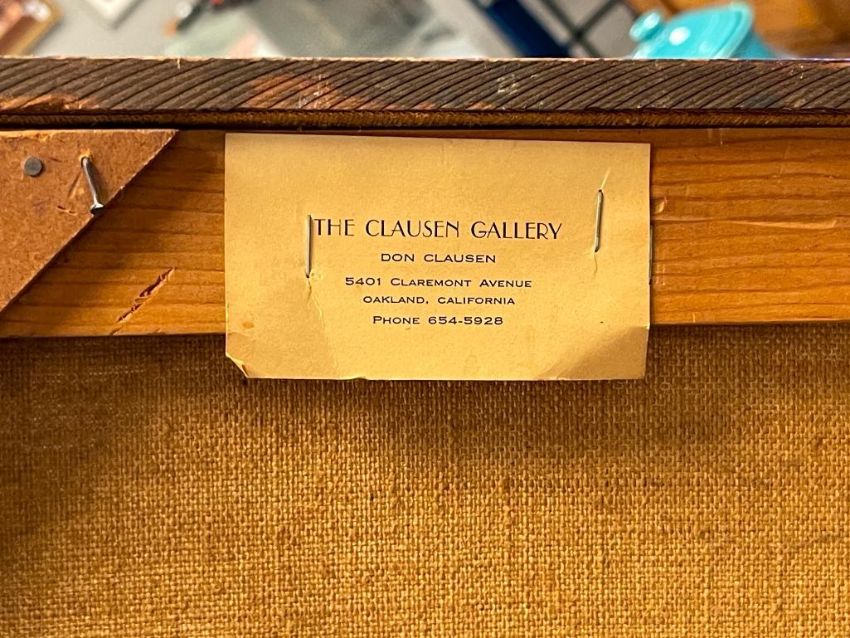 THE CLAUSEN GALLERY
DON CLAUSEN
5401 CLAREMONT AVENUE
OAKLAND, CALIFORNIA
PHONE 654-5928